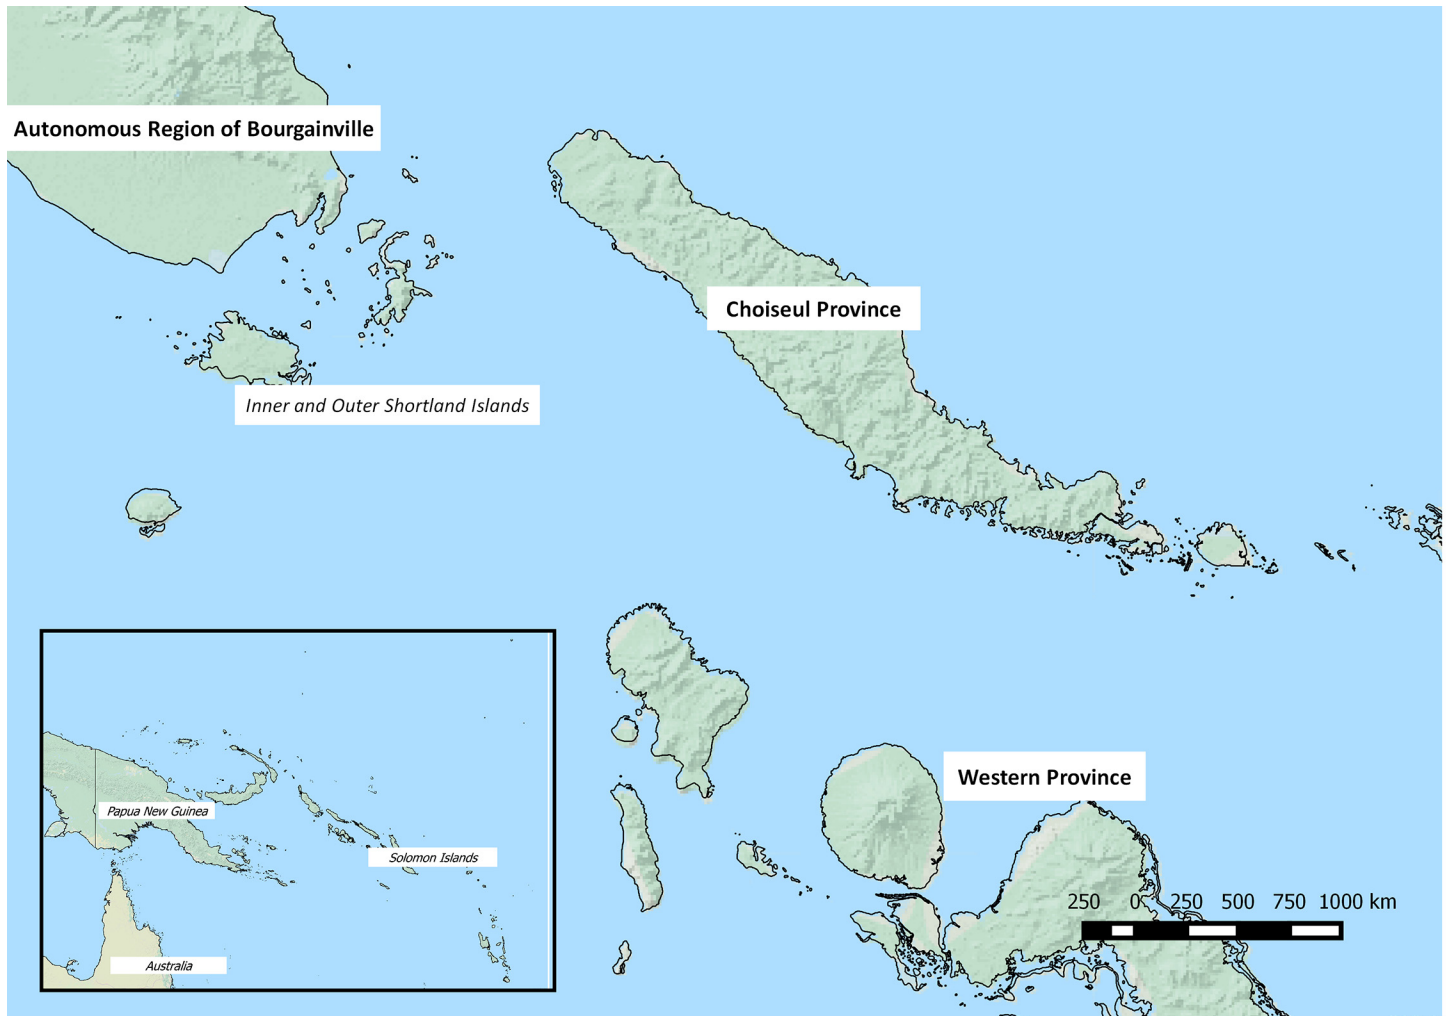 Autonomous Region of Bourgainville
Choiseul Province
Inner and Outer Shortland Islands
Western Province
Papua New Guinea
Solomon Islands
Australia
250 0 250 500 750 1000 km